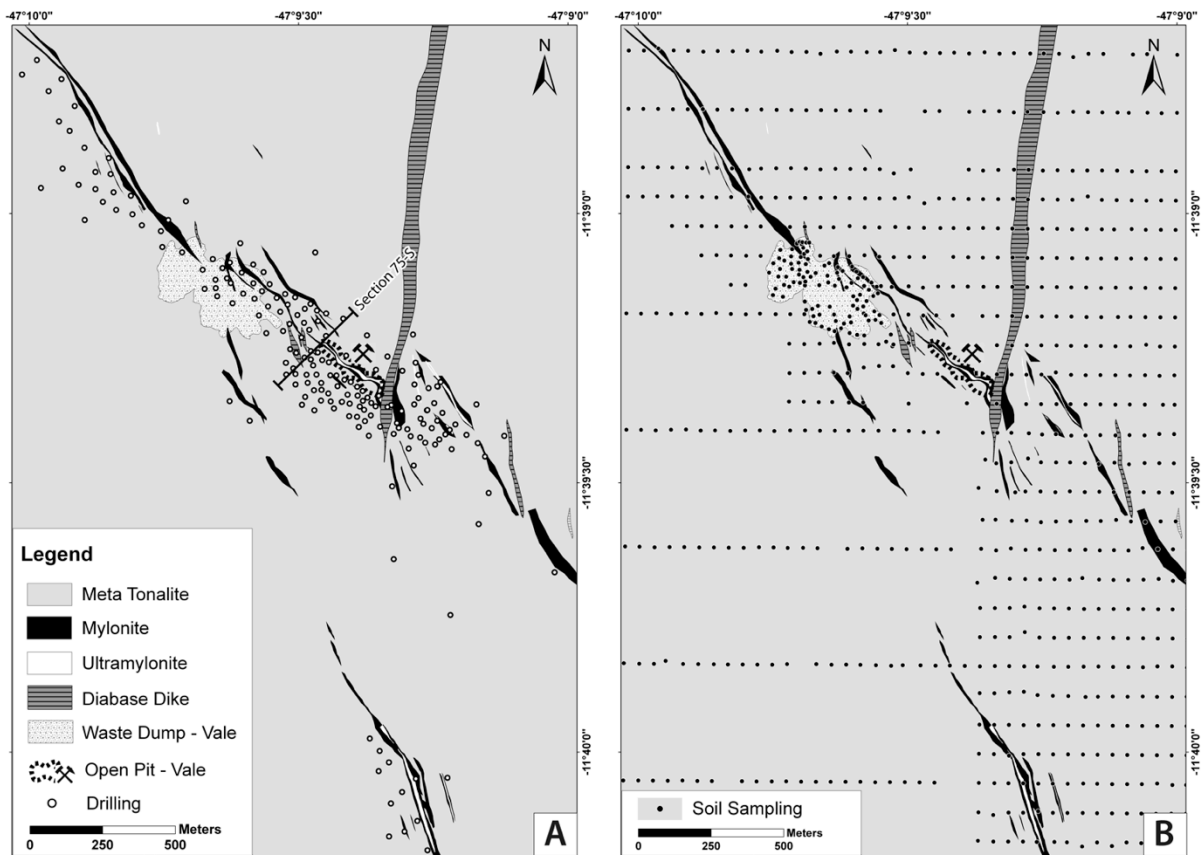 -47°10'0"
-47°9'30"
-47°9'0"
N
Section 75-S
-11°39'0"
-11°39'30"
-11°40'0"
Legend
Meta Tonalite
Mylonite
Ultramylonite
Diabase Dike
Waste Dump - Vale
Open Pit - Vale
Drilling
0 250 500 Meters
A
-47°10'0"
-47°9'30"
-47°9'0"
N
-11°39'0"
-11°39'30"
-11°40'0"
Soil Sampling
0 250 500 Meters
B